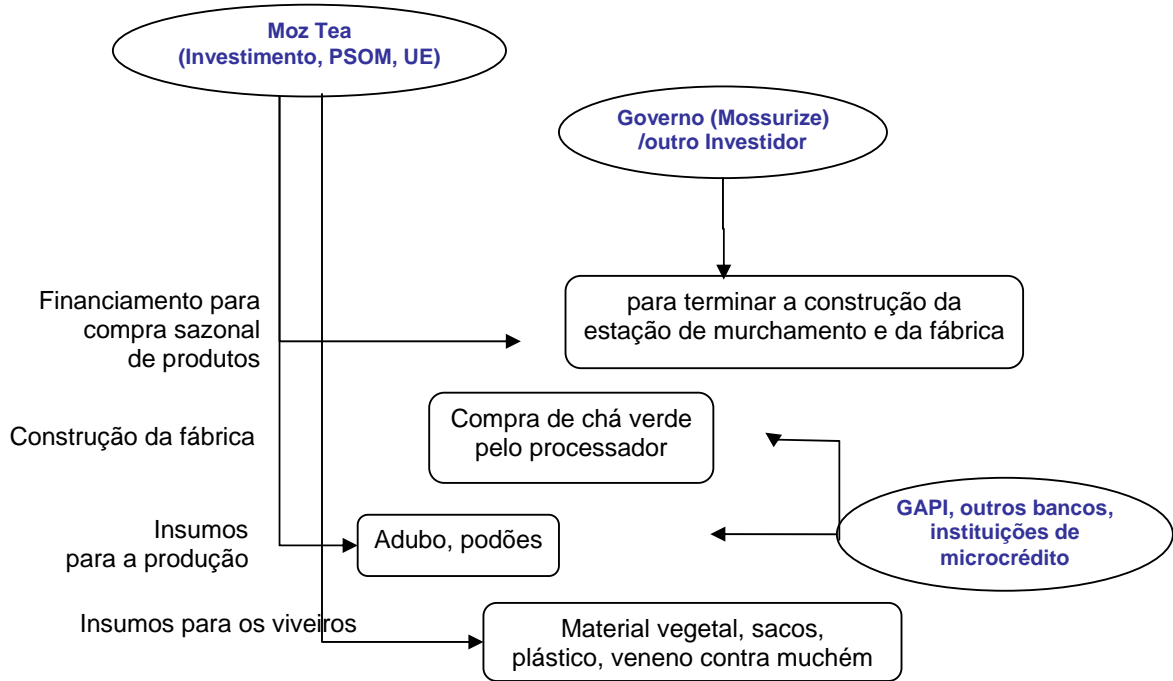 Moz Tea
(Investimento, PSOM, UE)
Governo (Mossurize)
/outro Investidor
Financiamento para
compra sazonal
de produtos
para terminar a construção da
estação de murchamento e da fábrica
Construção da fábrica
Compra de chá verde
pelo processador
Insumos
para a produção
Adubo, podões
GAPI, outros bancos,
instituições de
microcrédito
Insumos para os viveiros
Material vegetal, sacos,
plástico, veneno contra muchém